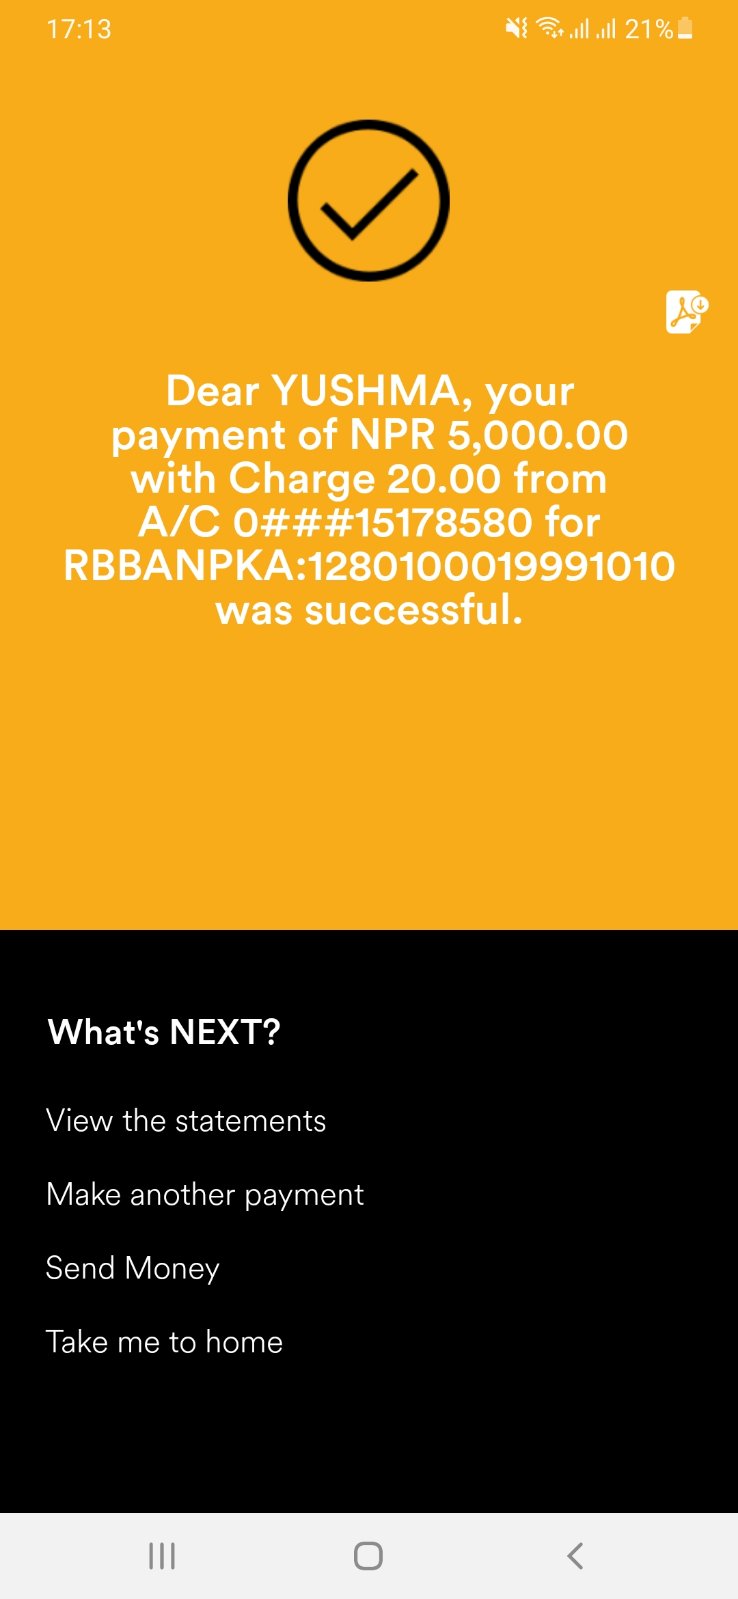 17:13 21%
Dear YUSHMA, your
payment of NPR 5,000.00
with Charge 20.00 from
A/C 0###15178580 for
RBBANPKA:1280100019991010
was successful.
What's NEXT?
View the statements
Make another payment
Send Money
Take me to home